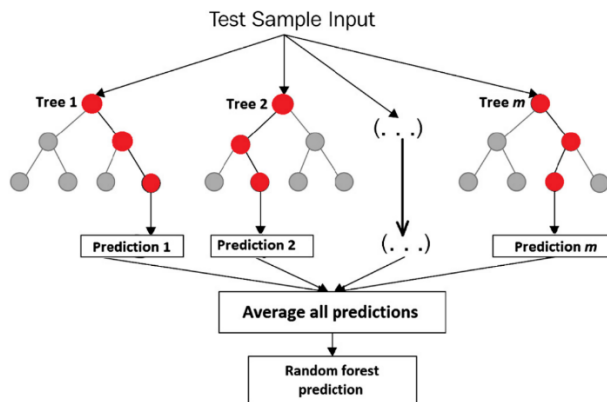 Test Sample Input
Tree 1
Tree 2
(. . .)
Tree m
Prediction 1
Prediction 2
(. . .)
Prediction m
Average all predictions
Random forest
prediction